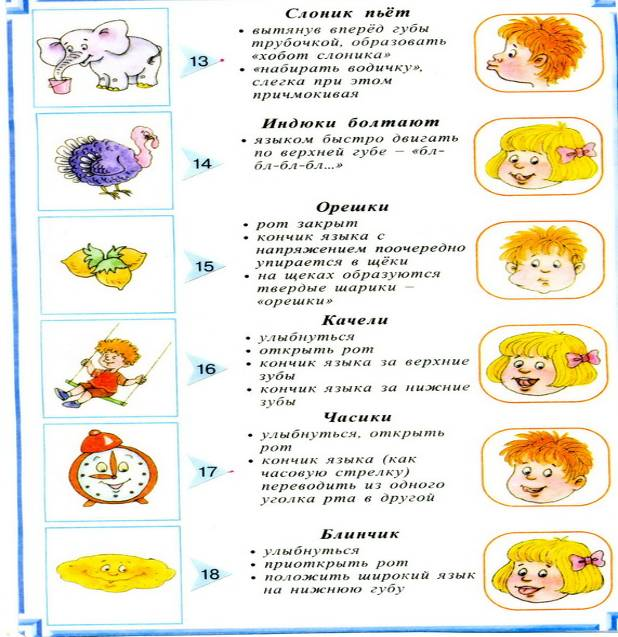 Слоник пьёт
• вытянув вперёд губы
трубочкой, образовать
«хобот слоника»
• «набирать водичку»,
слегка при этом
причмокивая
13
Индюки болтают
• языком быстро двигать
по верхней губе – «бл-
бл-бл-бл...»
14
Орешки
• рот закрыт
• кончик языка с
напряжением поочередно
упирается в щёки
• на щеках образуются
твердые шарики –
«орешки»
15
Качели
• улыбнуться
• открыть рот
• кончик языка за верхние
зубы
• кончик языка за нижние
зубы
16
Часики
• улыбнуться, открыть
рот
• кончик языка (как
часовую стрелку)
переводить из одного
уголка рта в другой
17
Блинчик
• улыбнуться
• приоткрыть рот
• положить широкий язык
на нижнюю губу
18